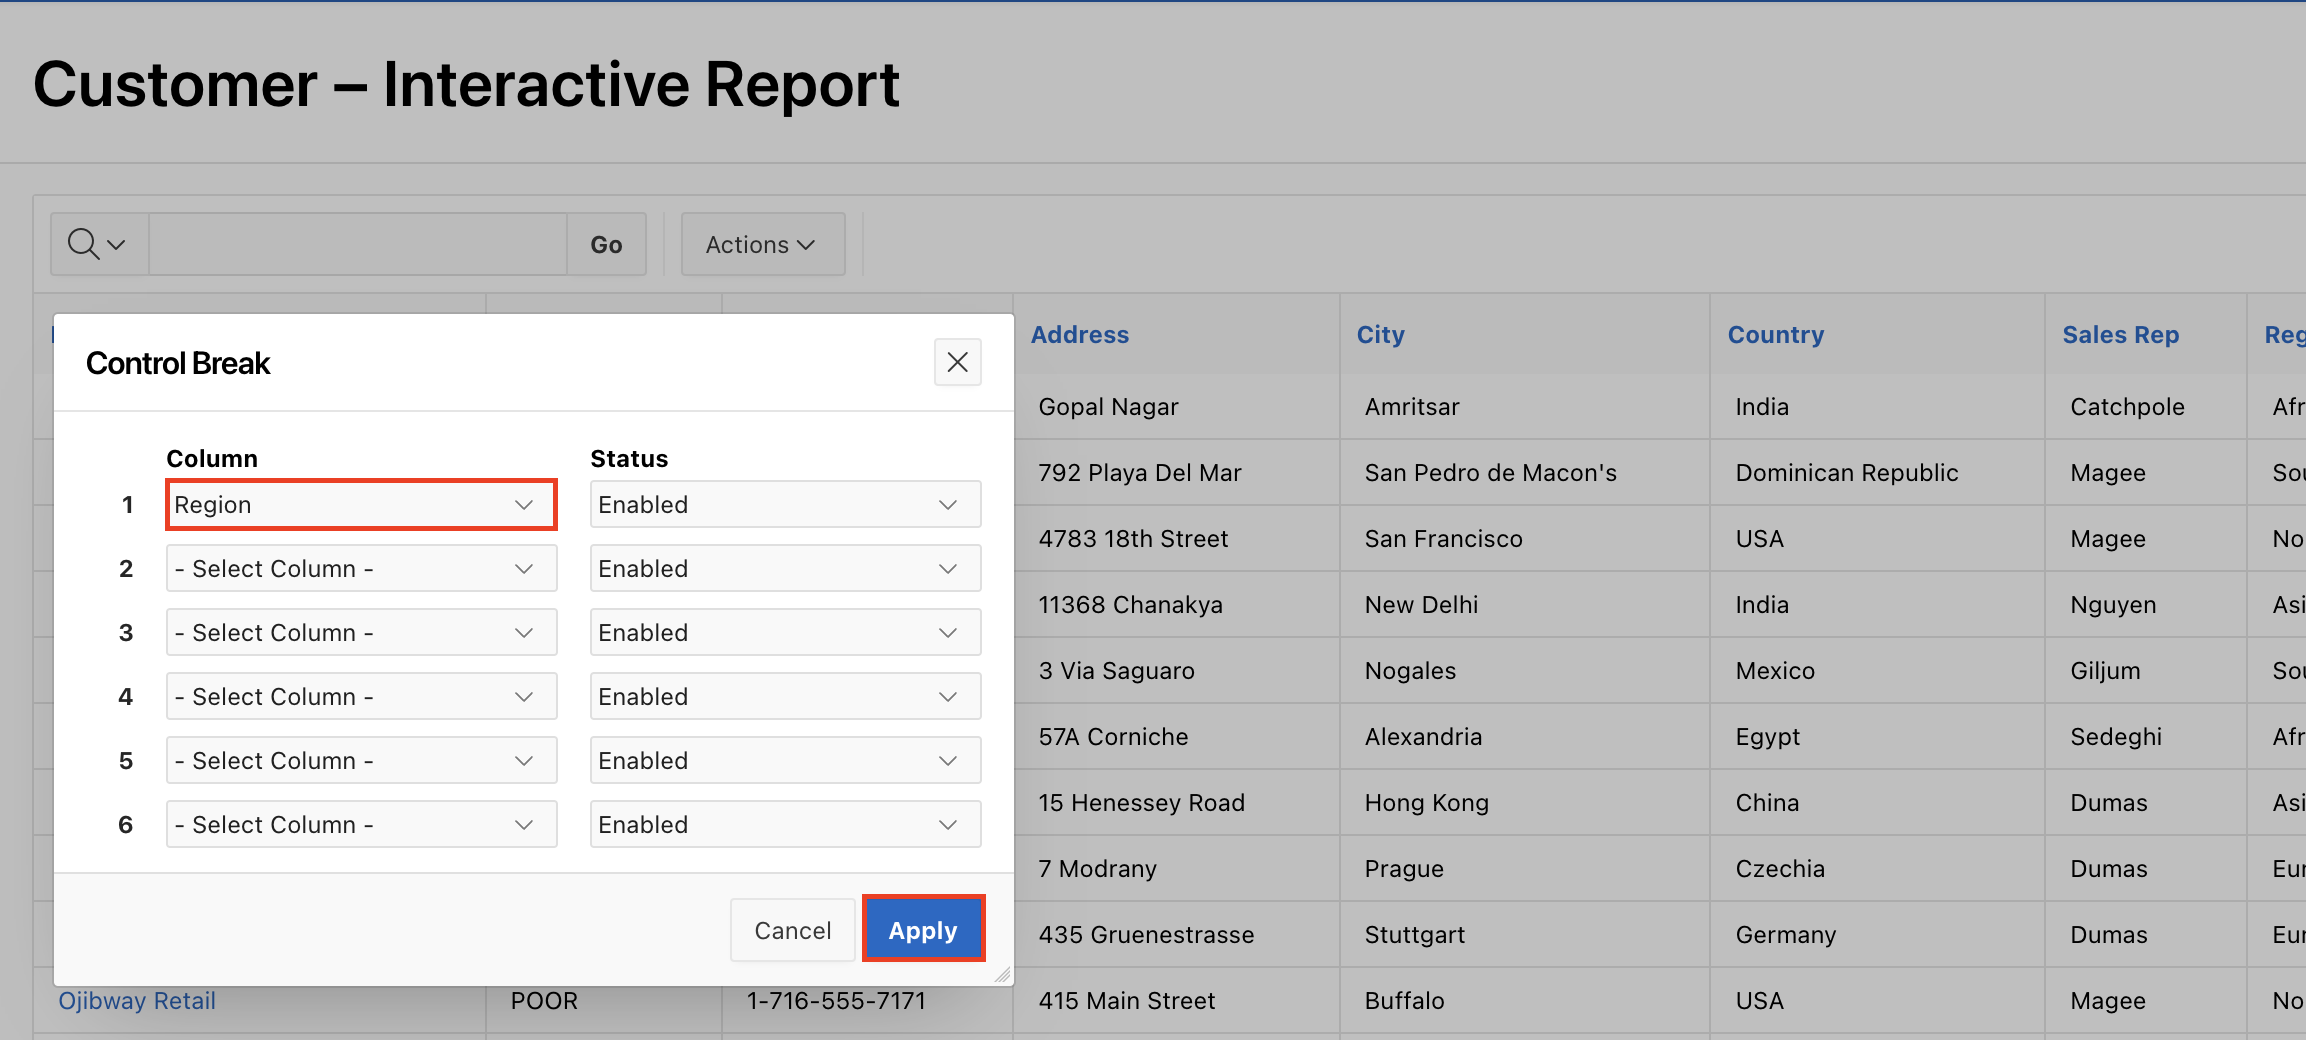 Customer – Interactive Report
Go
Actions
Address City Country Sales Rep Reg
Control Break
Column Status
1 Region Enabled
2 - Select Column - Enabled
3 - Select Column - Enabled
4 - Select Column - Enabled
5 - Select Column - Enabled
6 - Select Column - Enabled
Cancel Apply
Gopal Nagar Amritsar India Catchpole Afr
792 Playa Del Mar San Pedro de Macon's Dominican Republic Magee Sou
4783 18th Street San Francisco USA Magee No
11368 Chanakya New Delhi India Nguyen Asi
3 Via Saguaro Nogales Mexico Giljum Sou
57A Corniche Alexandria Egypt Sedeghi Afr
15 Henessey Road Hong Kong China Dumas Asi
7 Modrany Prague Czechia Dumas Eur
435 Gruenestrasse Stuttgart Germany Dumas Eur
Ojibway Retail POOR 1-716-555-7171 415 Main Street Buffalo USA Magee No